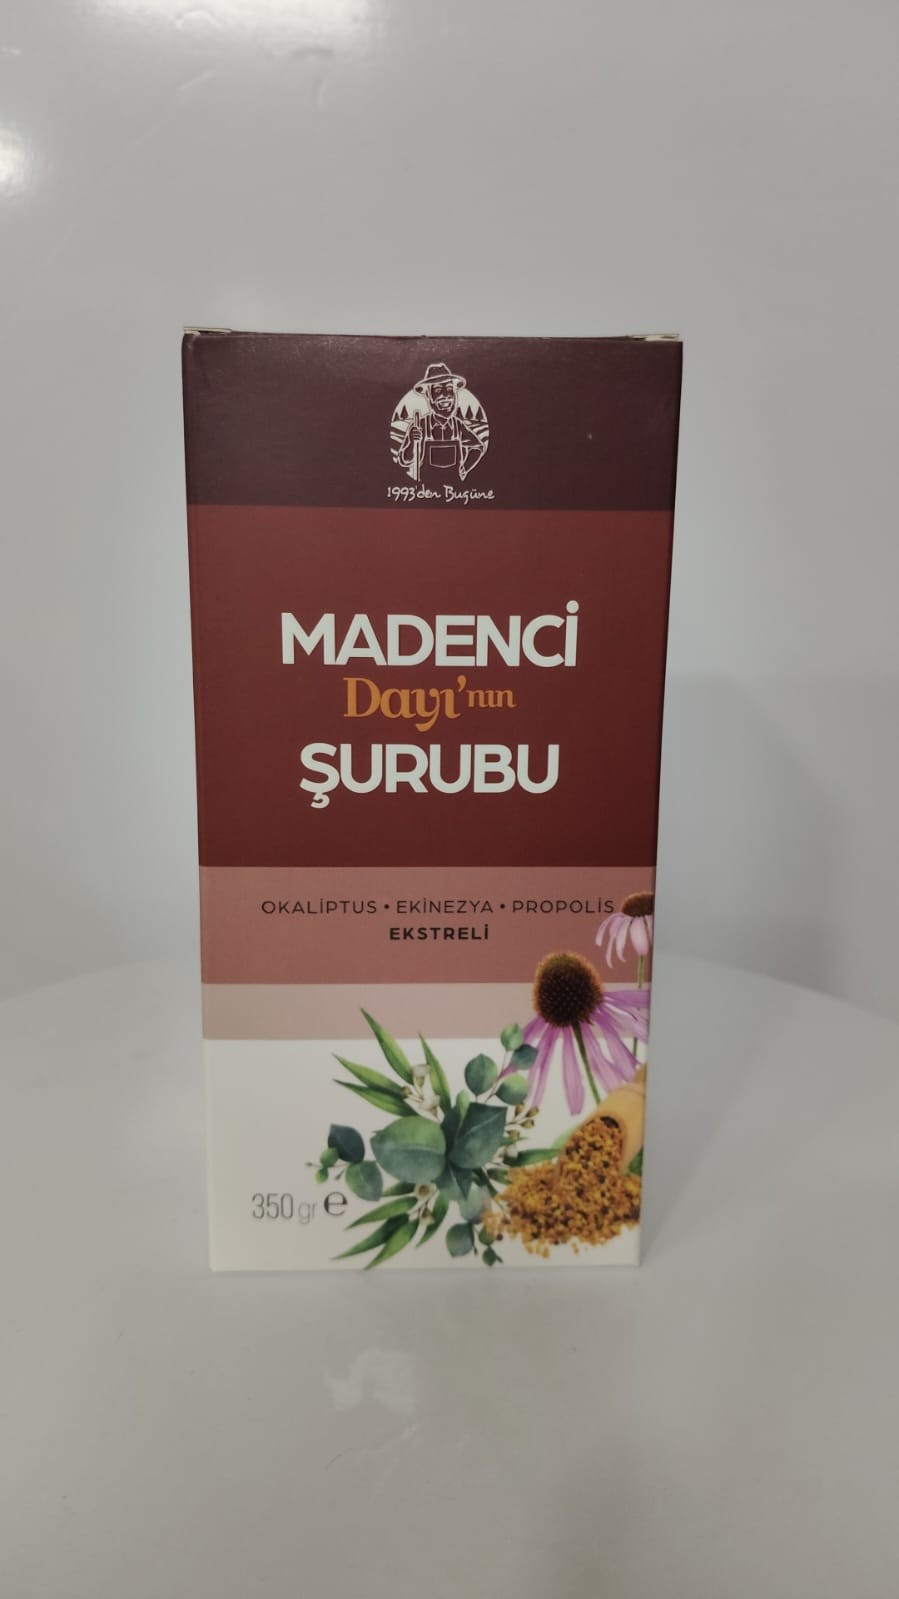 1993'den Bugüne
MADENCİ
Dayı'nın
ŞURUBU
OKALİPTUS • EKİNEZYA • PROPOLİS
EKSTRELİ
350 gr ℮